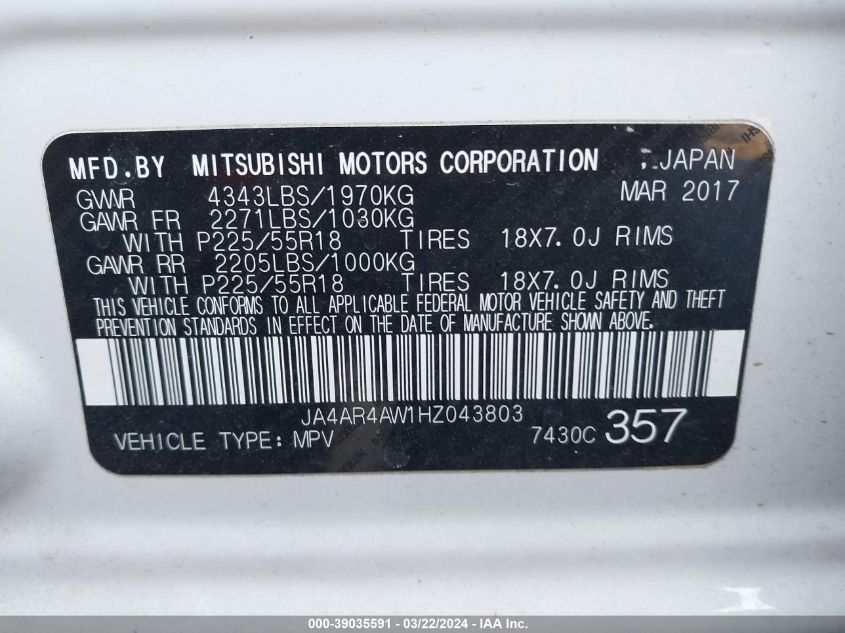 MFD.BY MITSUBISHI MOTORS CORPORATION JAPAN
GVWR 4343LBS/1970KG MAR 2017
GAWR FR 2271LBS/1030KG
WITH P225/55R18 TIRES 18X7.0J RIMS
GAWR RR 2205LBS/1000KG
WITH P225/55R18 TIRES 18X7.0J RIMS
THIS VEHICLE CONFORMS TO ALL APPLICABLE FEDERAL MOTOR VEHICLE SAFETY AND THEFT
PREVENTION STANDARDS IN EFFECT ON THE DATE OF MANUFACTURE SHOWN ABOVE.
JA4AR4AW1HZ043803
VEHICLE TYPE: MPV 7430C 357
000-39035591 - 03/22/2024 - IAA Inc.